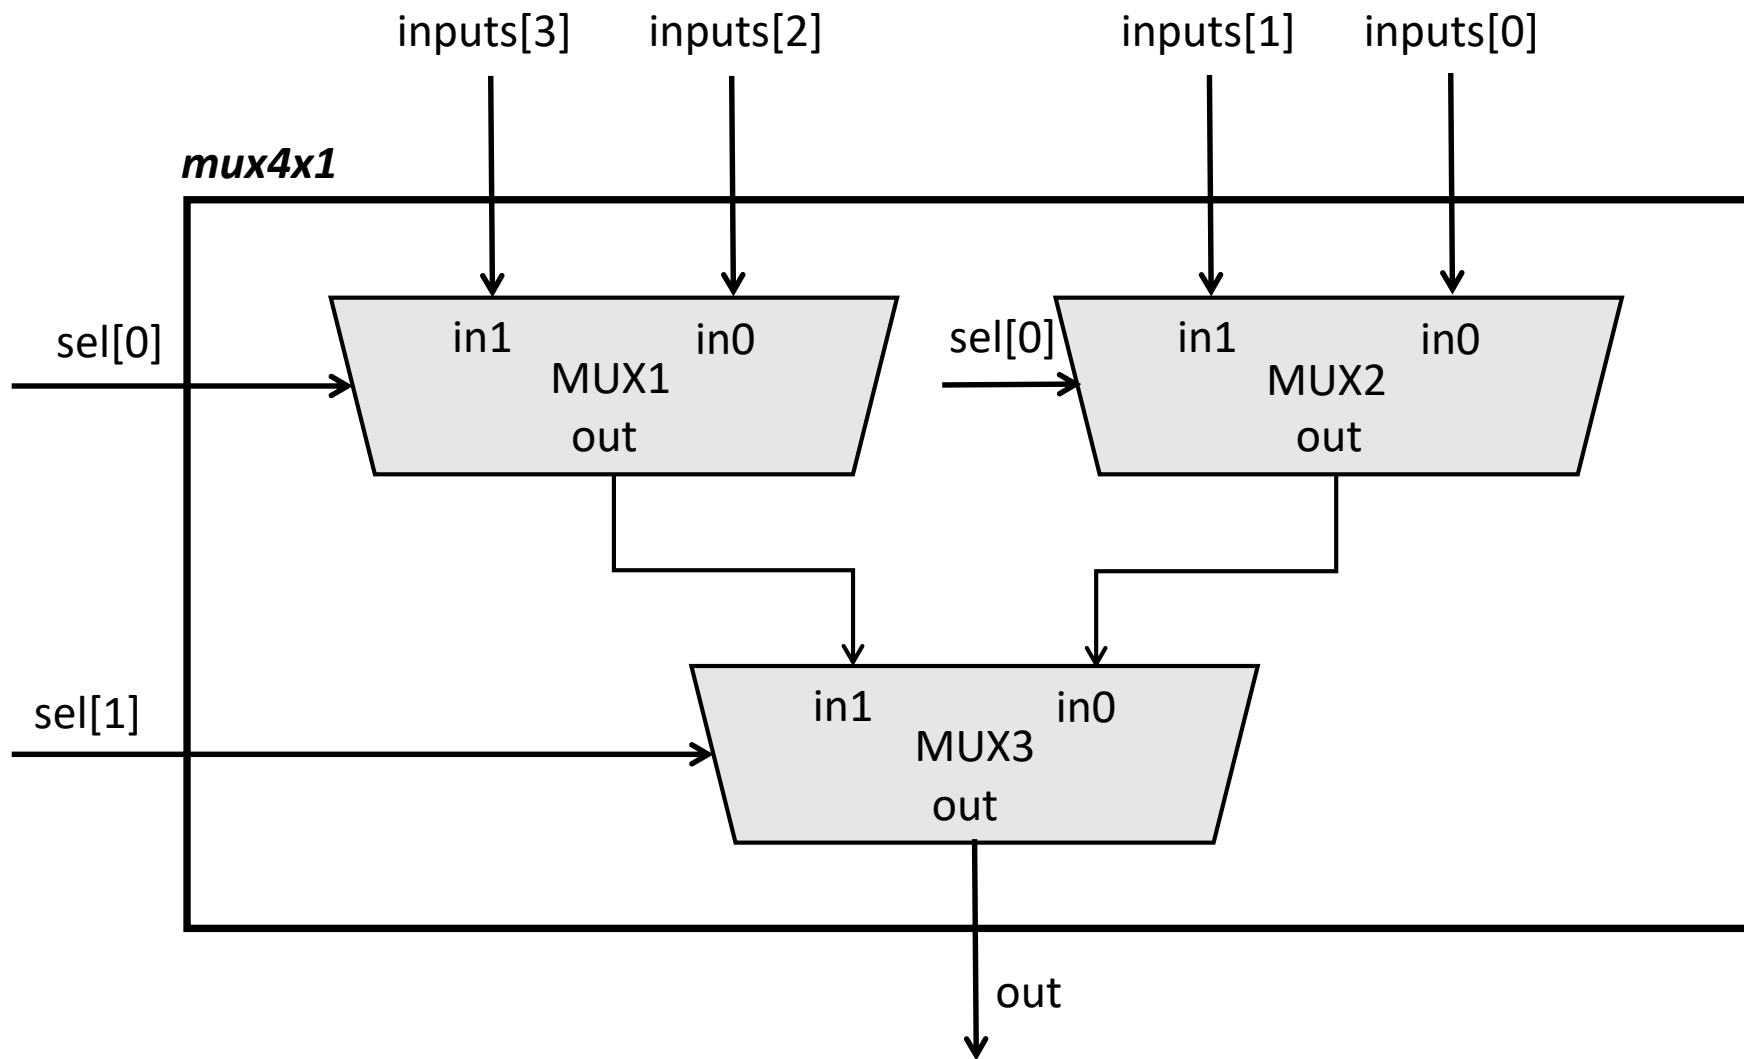 inputs[3] inputs[2] inputs[1] inputs[0]
mux4x1
sel[0]
in1 in0
MUX1
out
sel[0]
in1 in0
MUX2
out
sel[1]
in1 in0
MUX3
out
out